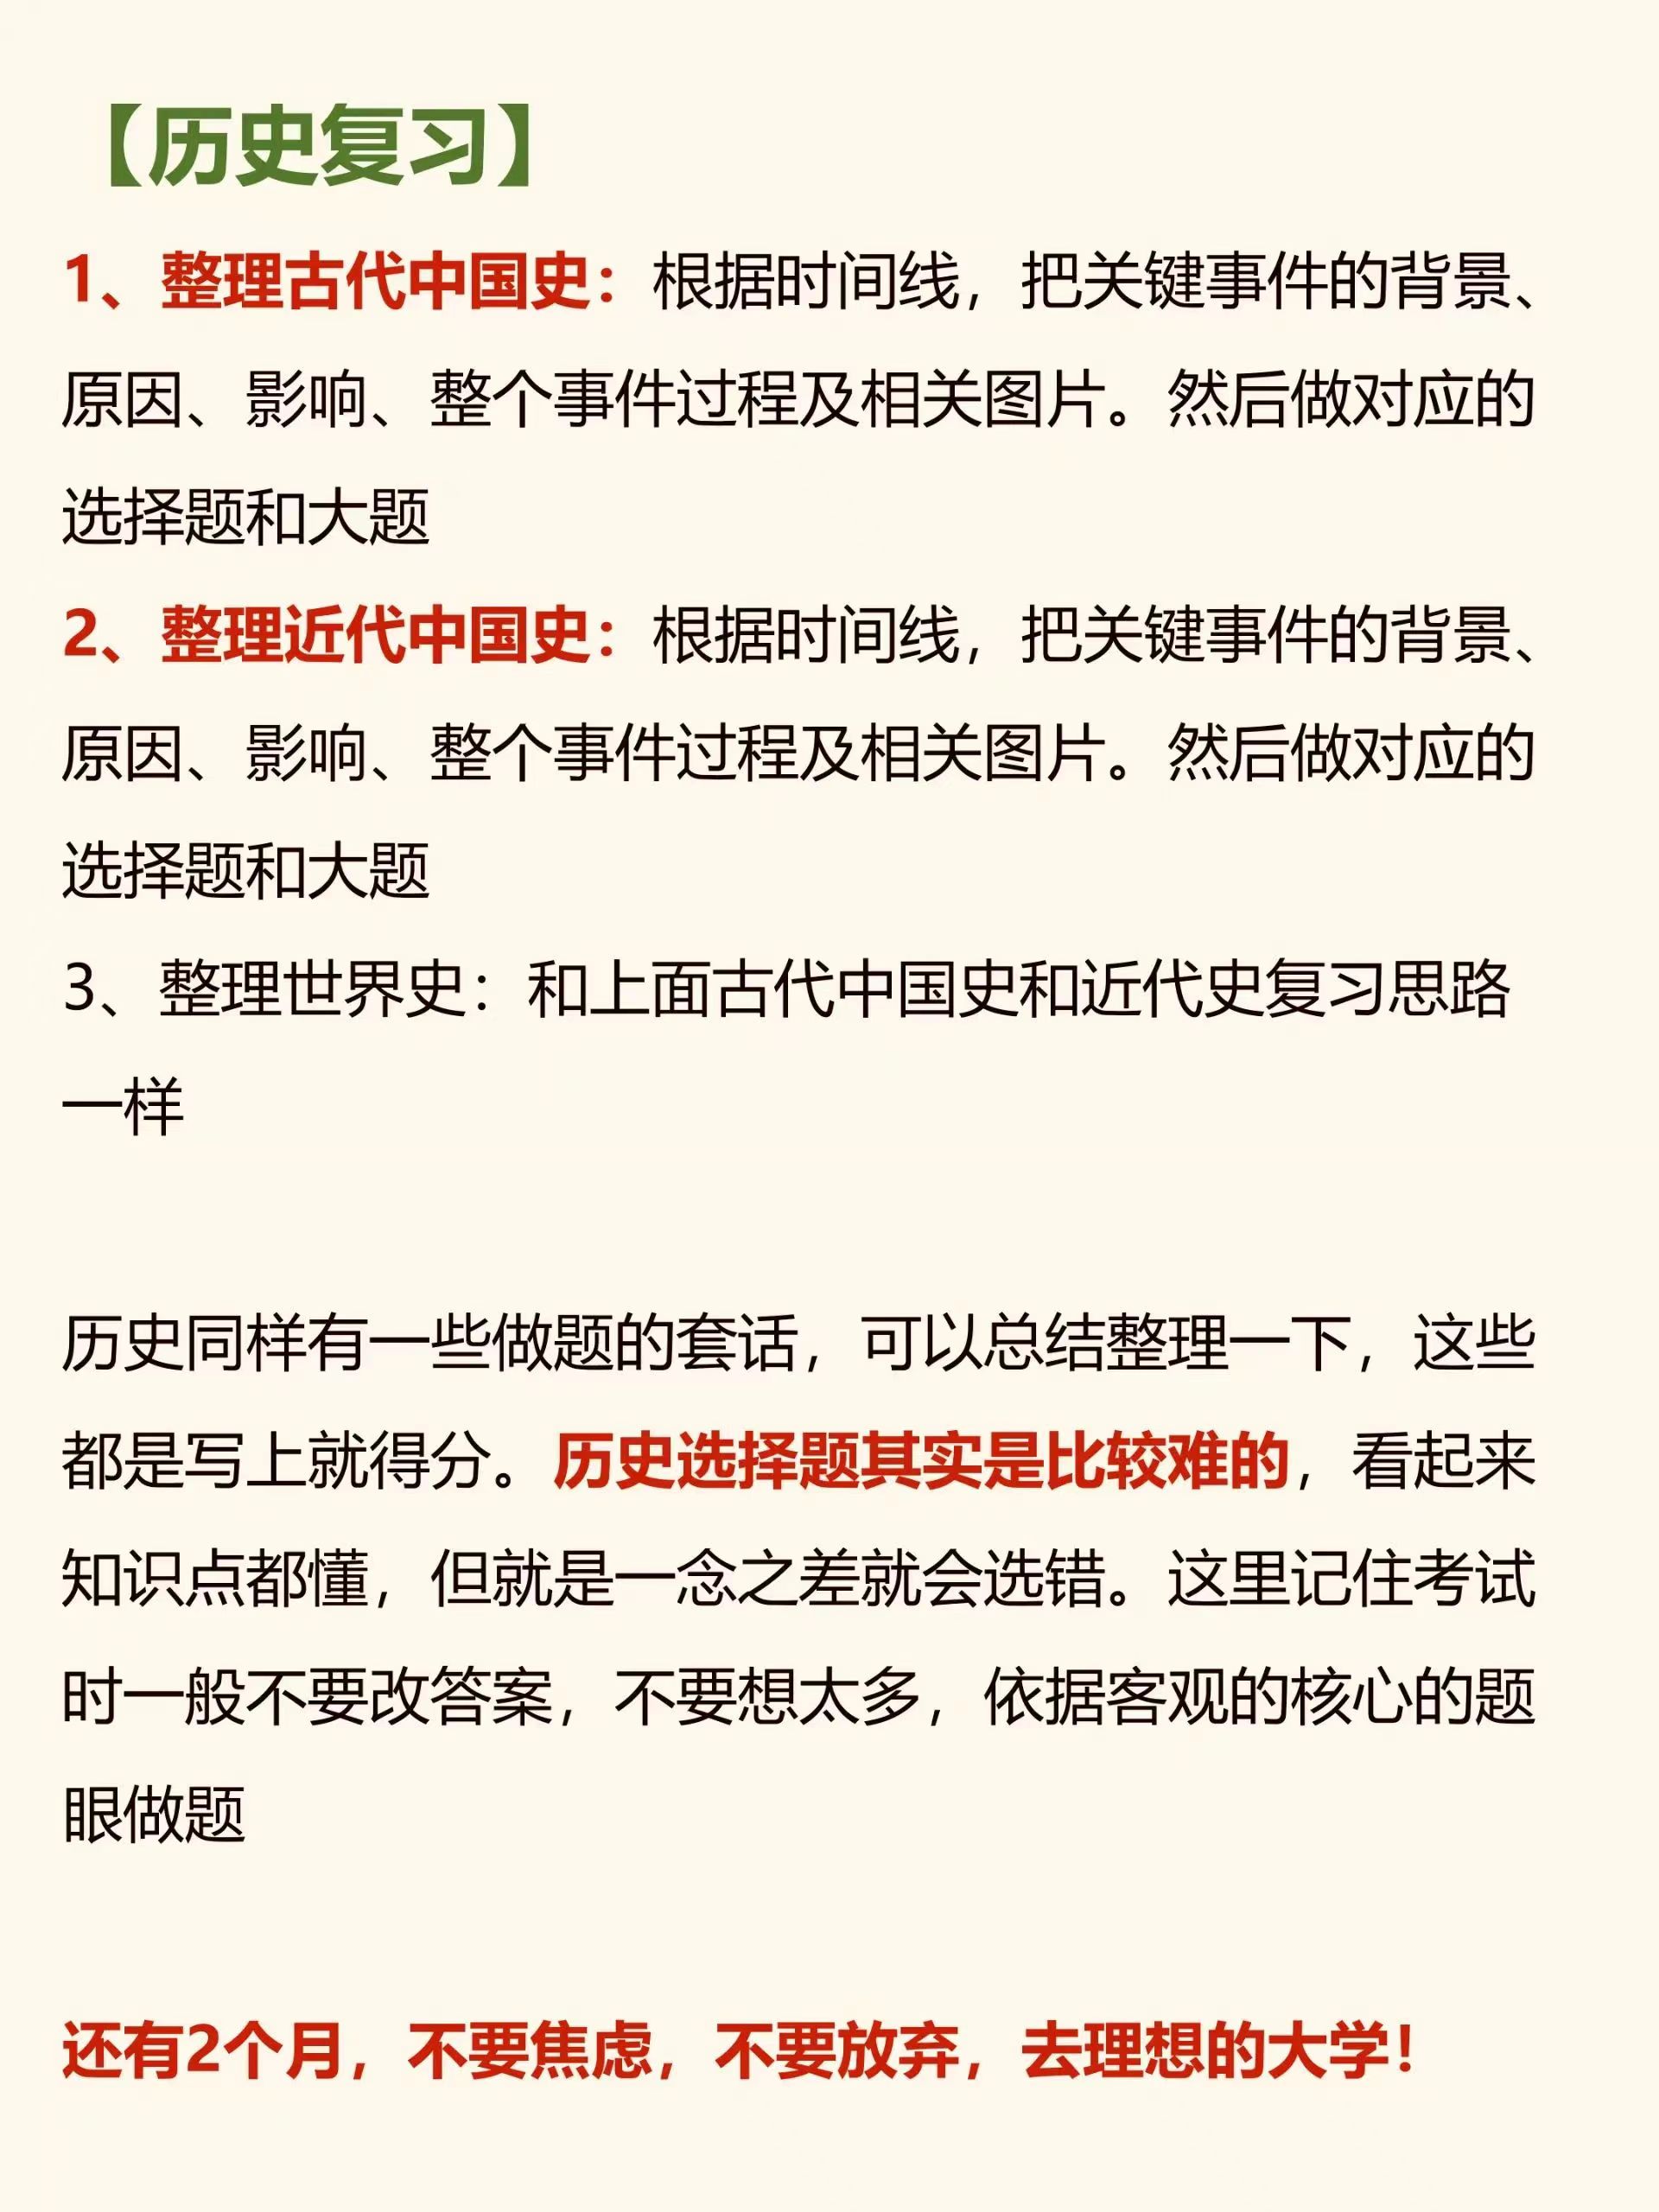 【历史复习】
1、整理古代中国史：根据时间线，把关键事件的背景、
原因、影响、整个事件过程及相关图片。然后做对应的
选择题和大题
2、整理近代中国史：根据时间线，把关键事件的背景、
原因、影响、整个事件过程及相关图片。然后做对应的
选择题和大题
3、整理世界史：和上面古代中国史和近代史复习思路
一样
历史同样有一些做题的套话，可以总结整理一下，这些
都是写上就得分。历史选择题其实是比较难的，看起来
知识点都懂，但就是一念之差就会选错。这里记住考试
时一般不要改答案，不要想太多，依据客观的核心的题
眼做题
还有2个月，不要焦虑，不要放弃，去理想的大学！